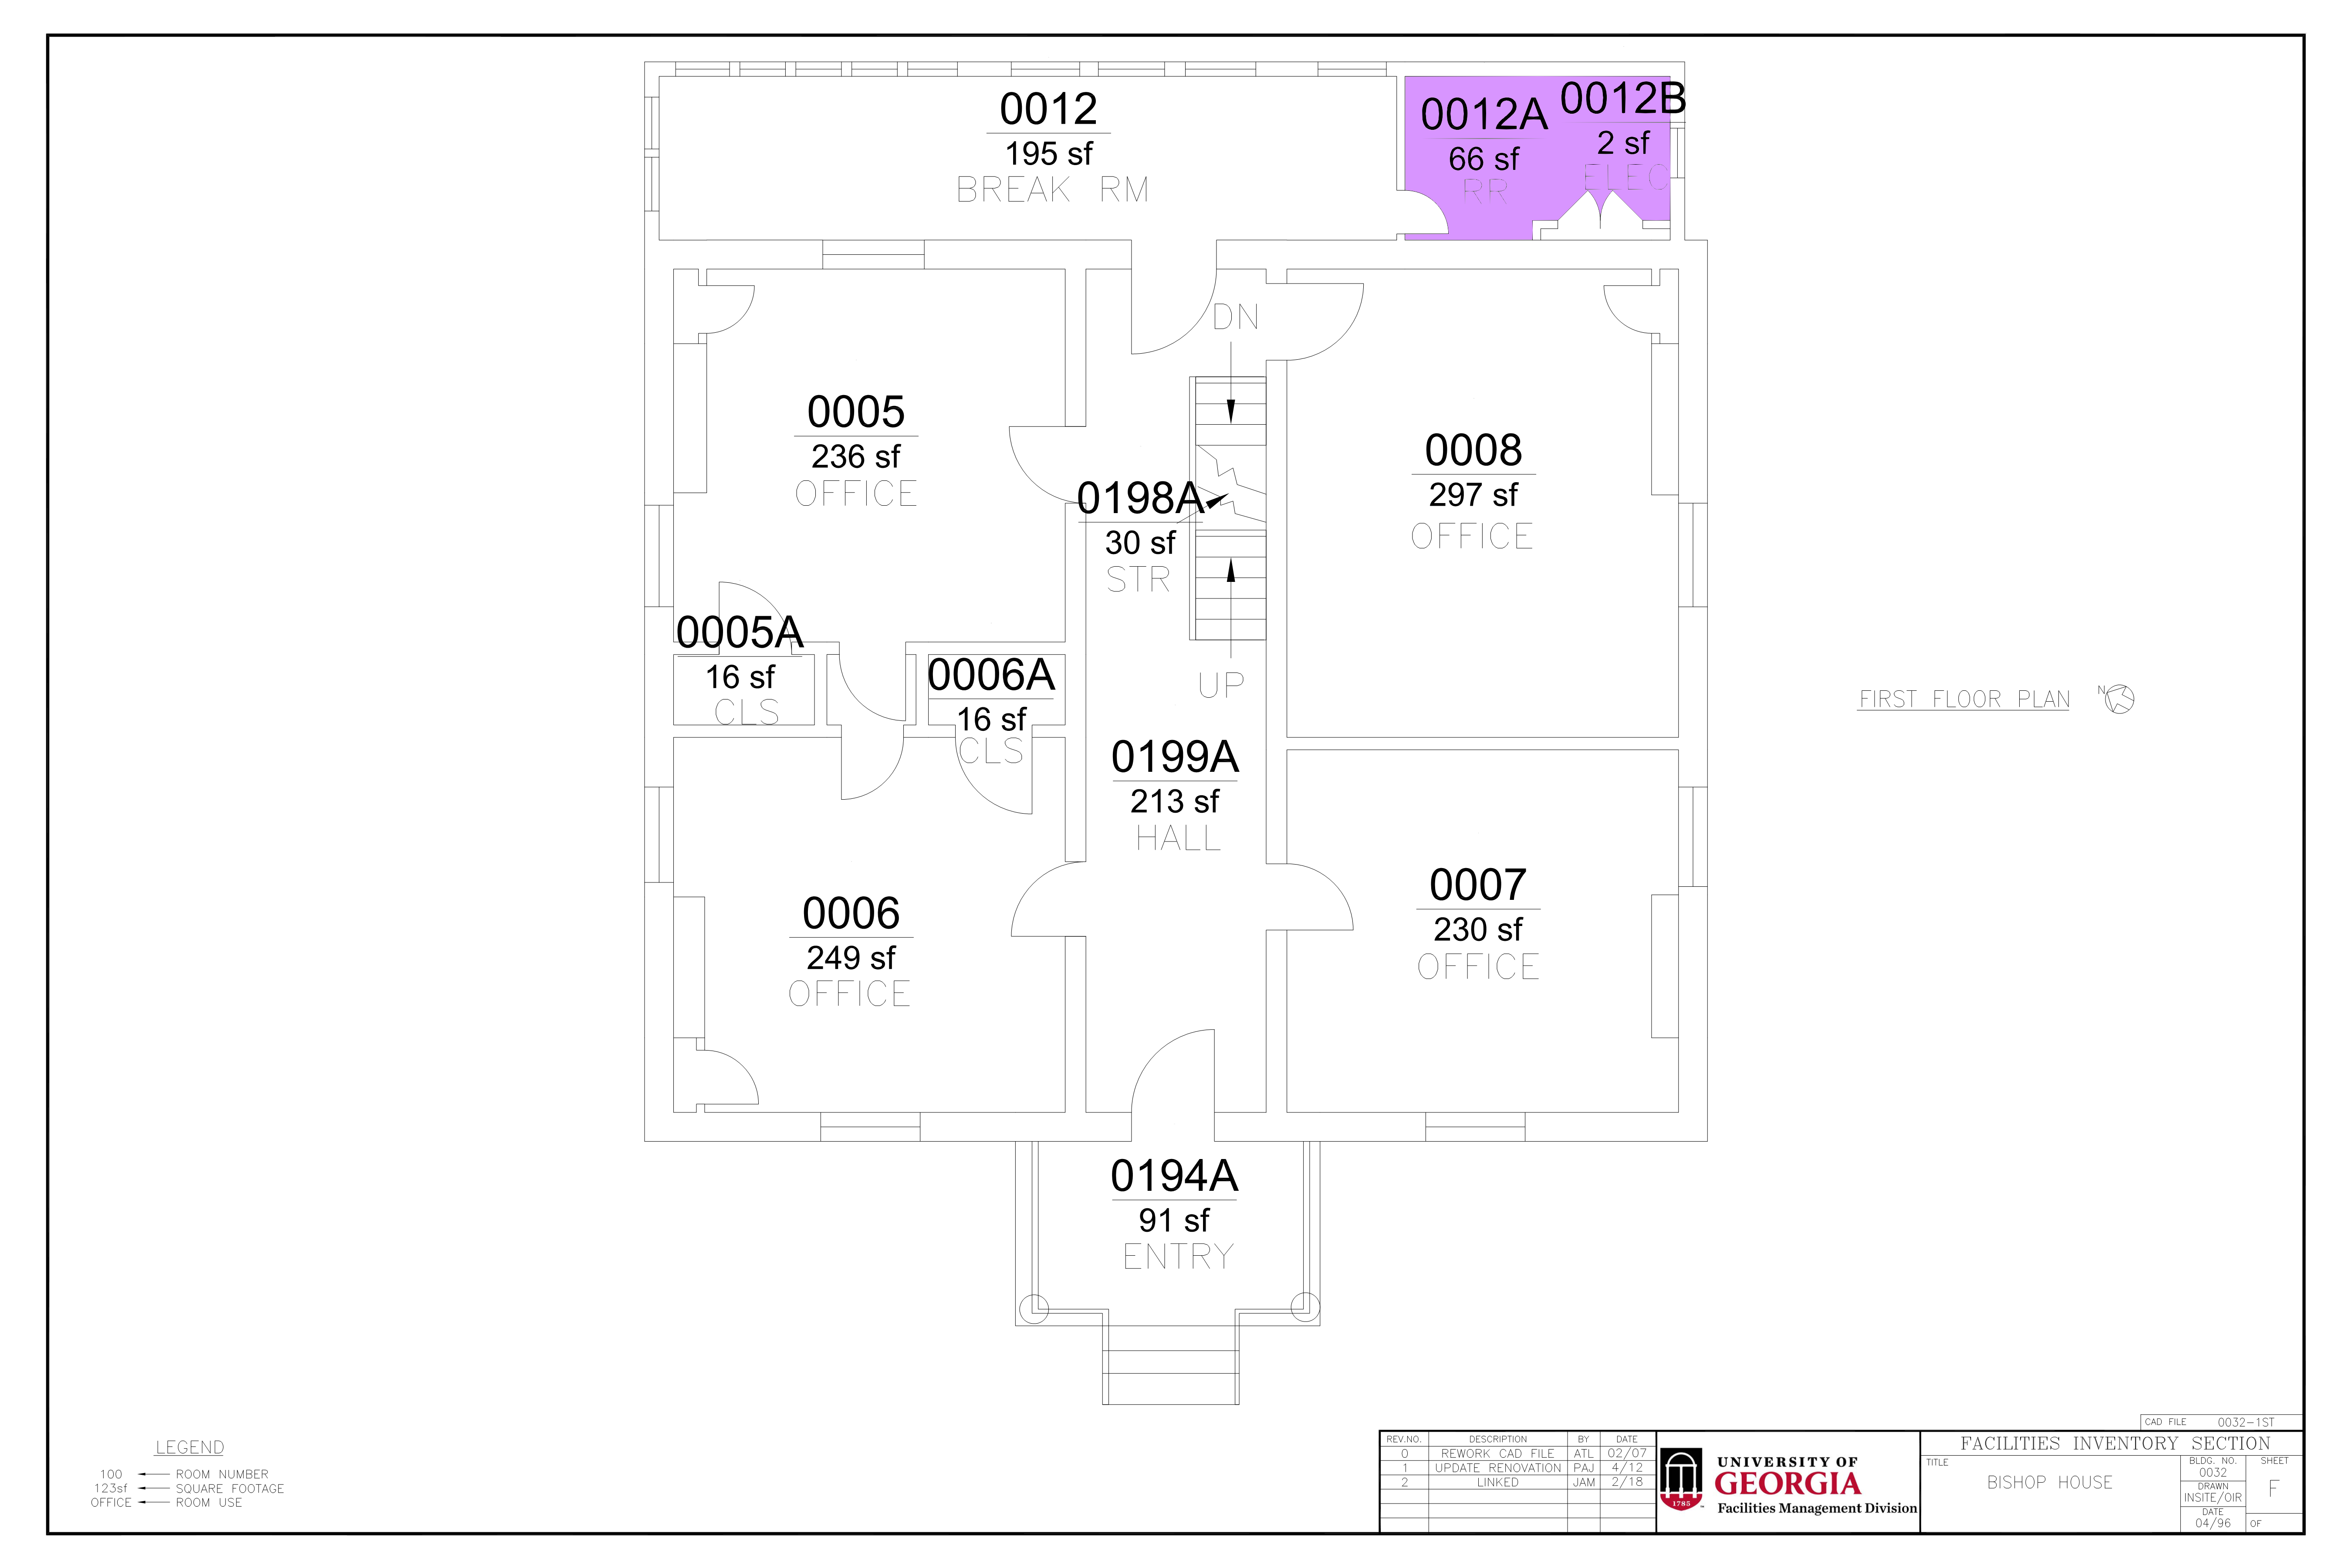 0012
195 sf
BREAK RM
0012A
66 sf
RR
0012B
2 sf
ELEC
DN
0005
236 sf
OFFICE
0008
297 sf
OFFICE
0198A
30 sf
STR
0005A
16 sf
CLS
0006A
16 sf
CLS
UP
FIRST FLOOR PLAN
N
0199A
213 sf
HALL
0006
249 sf
OFFICE
0007
230 sf
OFFICE
0194A
91 sf
ENTRY
LEGEND
100 ROOM NUMBER
123sf SQUARE FOOTAGE
OFFICE ROOM USE
CAD FILE 0032-1ST
REV.NO. DESCRIPTION BY DATE
0 REWORK CAD FILE ATL 02/07
1 UPDATE RENOVATION PAJ 4/12
2 LINKED JAM 2/18
1785
UNIVERSITY OF
GEORGIA
Facilities Management Division
FACILITIES INVENTORY SECTION
TITLE
BISHOP HOUSE
BLDG. NO.
0032
DRAWN
INSITE/OIR
DATE
04/96
SHEET
F
OF